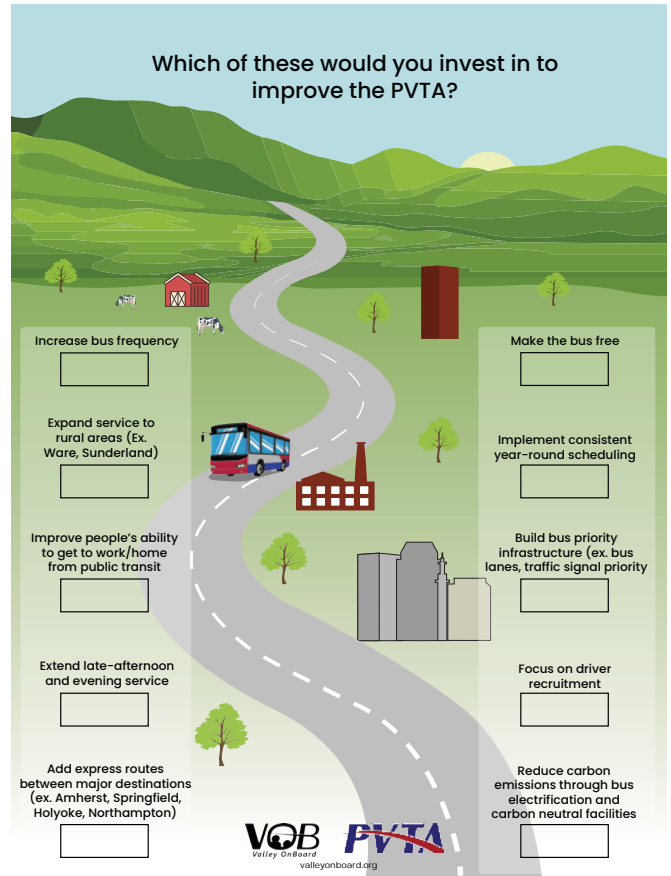 Which of these would you invest in to
improve the PVTA?
Increase bus frequency
Expand service to
rural areas (Ex.
Ware, Sunderland)
Improve people's ability
to get to work/home
from public transit
Extend late-afternoon
and evening service
Add express routes
between major destinations
(ex. Amherst, Springfield,
Holyoke, Northampton)
Make the bus free
Implement consistent
year-round scheduling
Build bus priority
infrastructure (ex. bus
lanes, traffic signal priority
Focus on driver
recruitment
Reduce carbon
emissions through bus
electrification and
carbon neutral facilities
VOB
Valley OnBoard
PVTA
valleyonboard.org